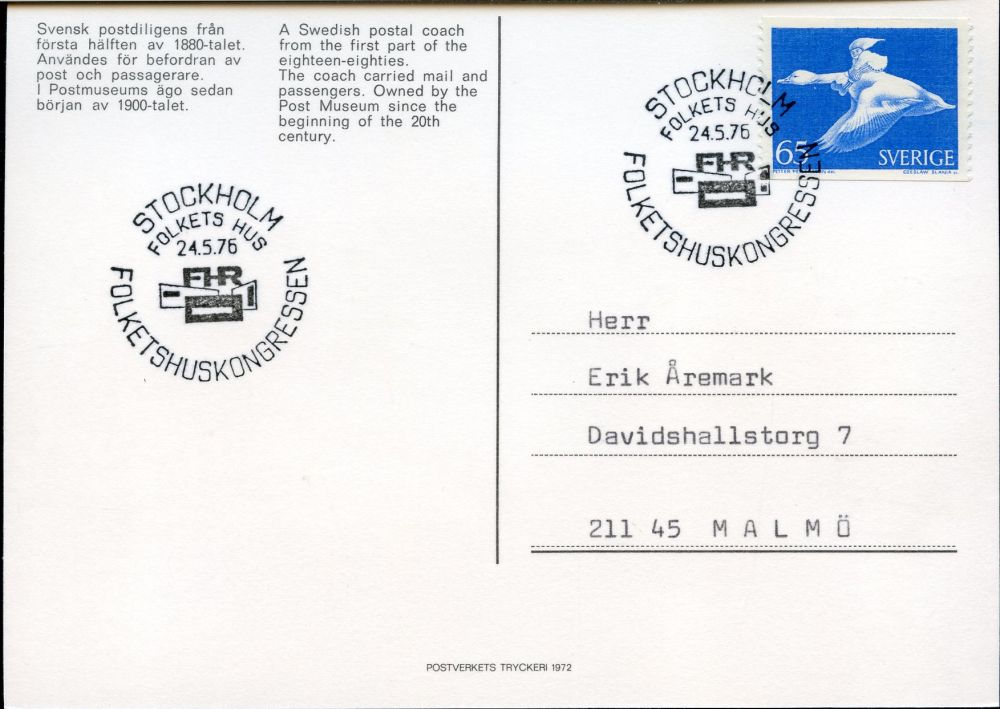 Svensk postdiligens från
första hälften av 1880-talet.
Användes för befordran av
post och passagerare.
I Postmuseums ägo sedan
början av 1900-talet.
A Swedish postal coach
from the first part of the
eighteen-eighties.
The coach carried mail and
passengers. Owned by the
Post Museum since the
beginning of the 20th
century.
STOCKHOLM
FOLKETS HUS
24.5.76
FHR
FOLKETSHUSKONGRESSEN
STOCKHOLM
FOLKETS HUS
24.5.76
FHR
FOLKETSHUSKONGRESSEN
65
SVERIGE
CZESLAW SLANIA SC.
Herr
Erik Åremark
Davidshallstorg 7
211 45 MALMÖ
POSTVERKETS TRYCKERI 1972